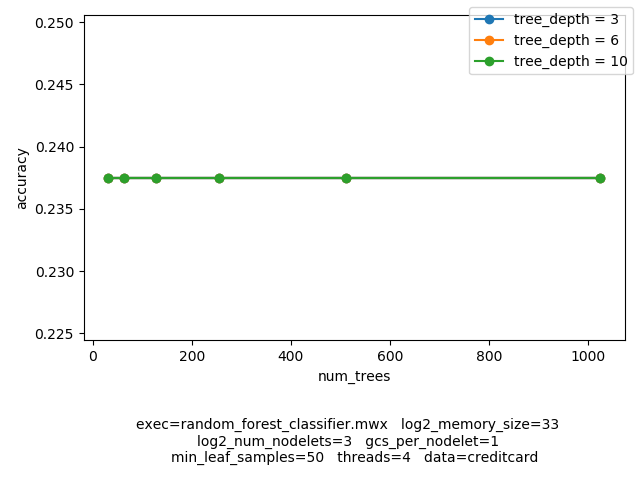 tree_depth = 3
tree_depth = 6
tree_depth = 10
0.250
0.245
0.240
0.235
0.230
0.225
accuracy
0 200 400 600 800 1000
num_trees
exec=random_forest_classifier.mwx log2_memory_size=33
log2_num_nodelets=3 gcs_per_nodelet=1
min_leaf_samples=50 threads=4 data=creditcard